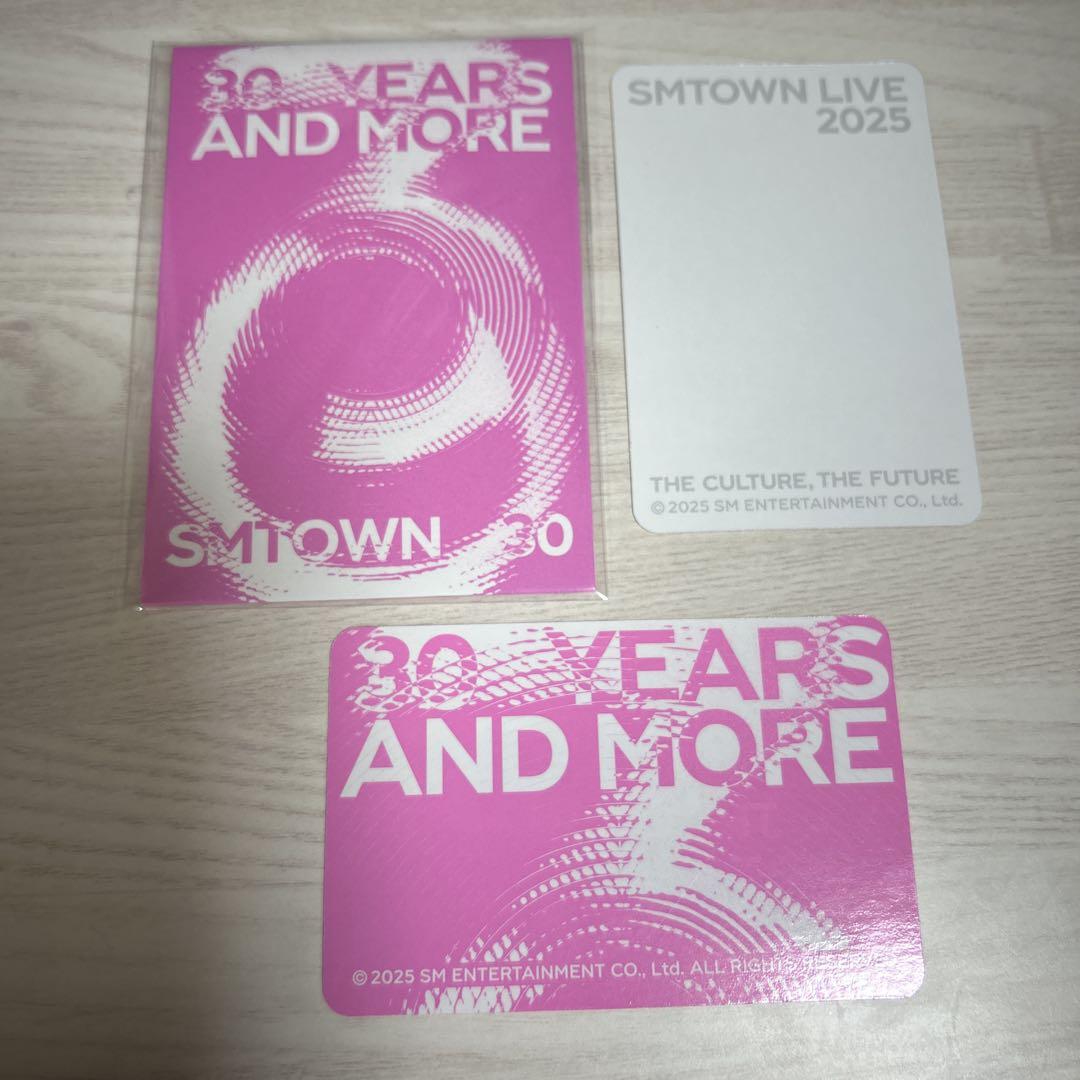 30 YEARS
AND MORE
SMTOWN 30
SMTOWN LIVE
2025
THE CULTURE, THE FUTURE
© 2025 SM ENTERTAINMENT CO., Ltd.
30 YEARS
AND MORE
© 2025 SM ENTERTAINMENT CO., Ltd. ALL RIGHTS